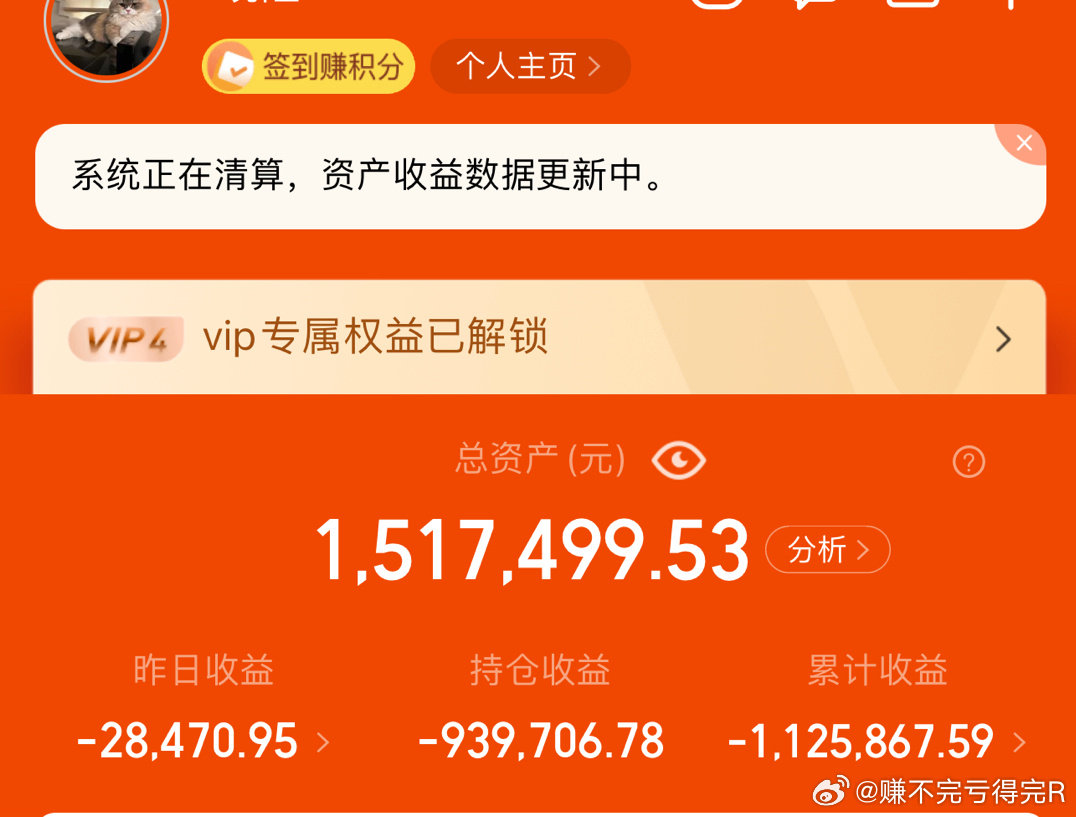 签到赚积分
个人主页
系统正在清算，资产收益数据更新中。
VIP 4 vip专属权益已解锁
总资产(元)
1,517,499.53 分析
昨日收益 持仓收益 累计收益
-28,470.95 -939,706.78 -1,125,867.59
@赚不完亏得完R